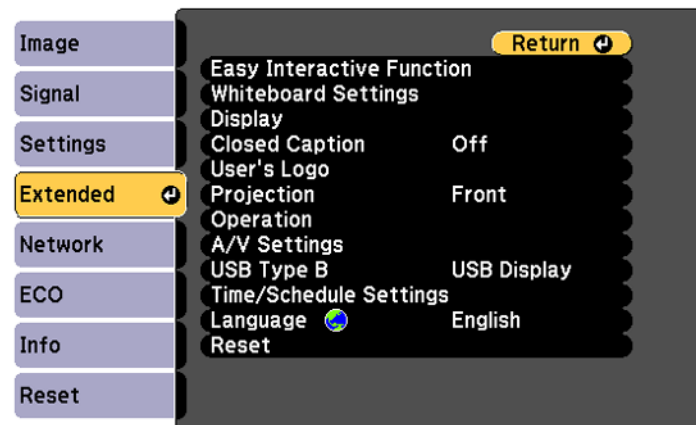 Image
Signal
Settings
Extended
Network
ECO
Info
Reset
Return
Easy Interactive Function
Whiteboard Settings
Display
Closed Caption Off
User's Logo
Projection Front
Operation
A/V Settings
USB Type B USB Display
Time/Schedule Settings
Language English
Reset